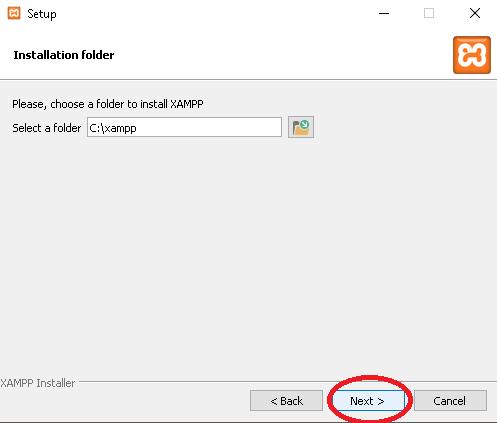 Setup
Installation folder
Please, choose a folder to install XAMPP
Select a folder C:\xampp
XAMPP Installer
< Back Next > Cancel